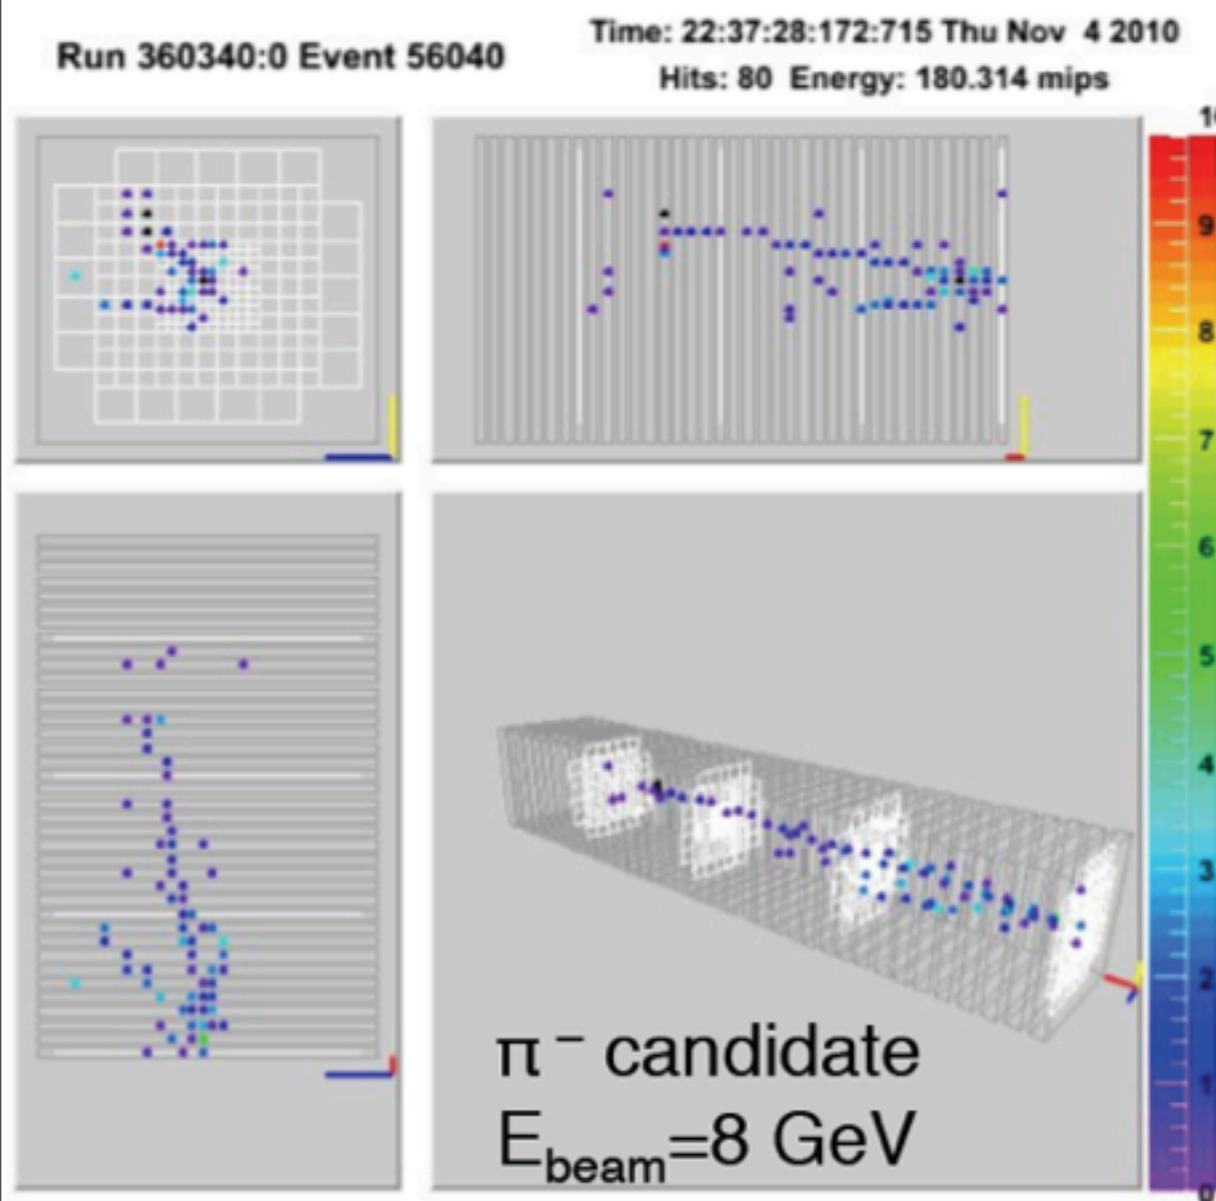 Run 360340:0 Event 56040
Time: 22:37:28:172:715 Thu Nov 4 2010
Hits: 80 Energy: 180.314 mips
9
8
7
6
5
4
3
2
1
0
π⁻ candidate
E_beam=8 GeV